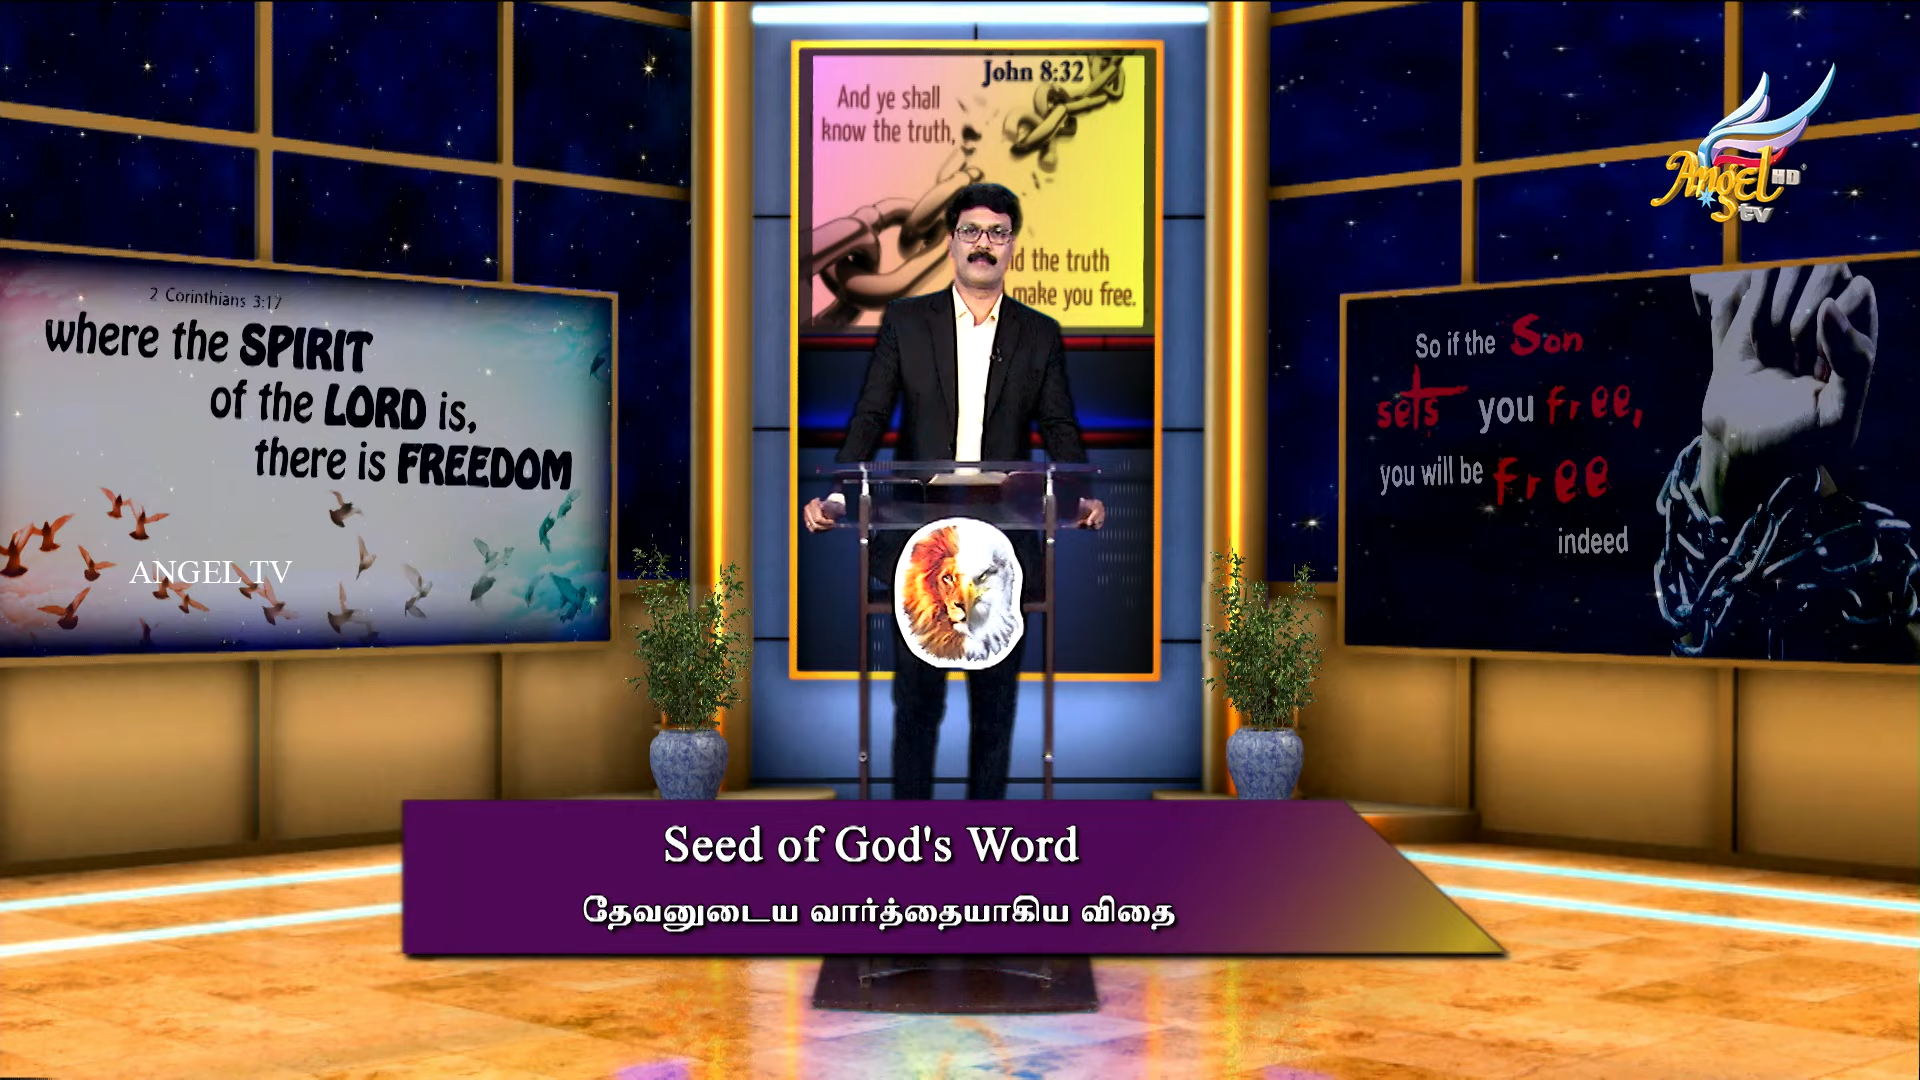 2 Corinthians 3:17
where the SPIRIT
of the LORD is,
there is FREEDOM
ANGEL TV
John 8:32
And ye shall
know the truth,
the truth
make you free.
So if the Son
sets you free,
you will be free
indeed
Angel HD
tv
Seed of God's Word
தேவனுடைய வார்த்தையாகிய விதை